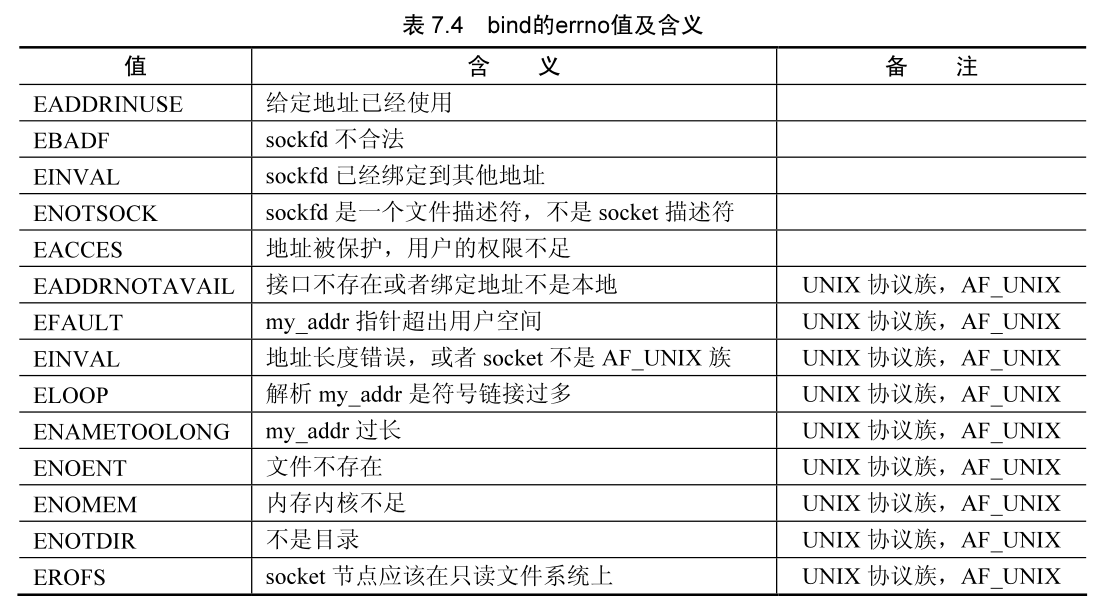 表 7.4 bind的errno值及含义
值 含 义 备 注
EADDRINUSE 给定地址已经使用
EBADF sockfd 不合法
EINVAL sockfd 已经绑定到其他地址
ENOTSOCK sockfd 是一个文件描述符，不是 socket 描述符
EACCES 地址被保护，用户的权限不足
EADDRNOTAVAIL 接口不存在或者绑定地址不是本地 UNIX 协议族，AF_UNIX
EFAULT my_addr 指针超出用户空间 UNIX 协议族，AF_UNIX
EINVAL 地址长度错误，或者 socket 不是 AF_UNIX 族 UNIX 协议族，AF_UNIX
ELOOP 解析 my_addr 是符号链接过多 UNIX 协议族，AF_UNIX
ENAMETOOLONG my_addr 过长 UNIX 协议族，AF_UNIX
ENOENT 文件不存在 UNIX 协议族，AF_UNIX
ENOMEM 内存内核不足 UNIX 协议族，AF_UNIX
ENOTDIR 不是目录 UNIX 协议族，AF_UNIX
EROFS socket 节点应该在只读文件系统上 UNIX 协议族，AF_UNIX